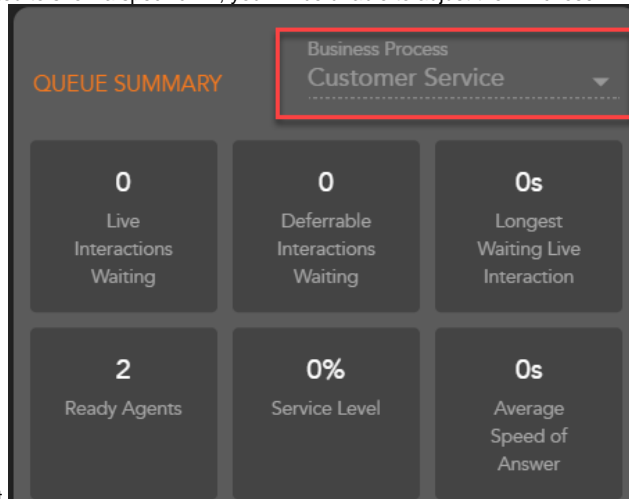 QUEUE SUMMARY
Business Process
Customer Service
0
Live
Interactions
Waiting
0
Deferrable
Interactions
Waiting
0s
Longest
Waiting Live
Interaction
2
Ready Agents
0%
Service Level
0s
Average
Speed of
Answer